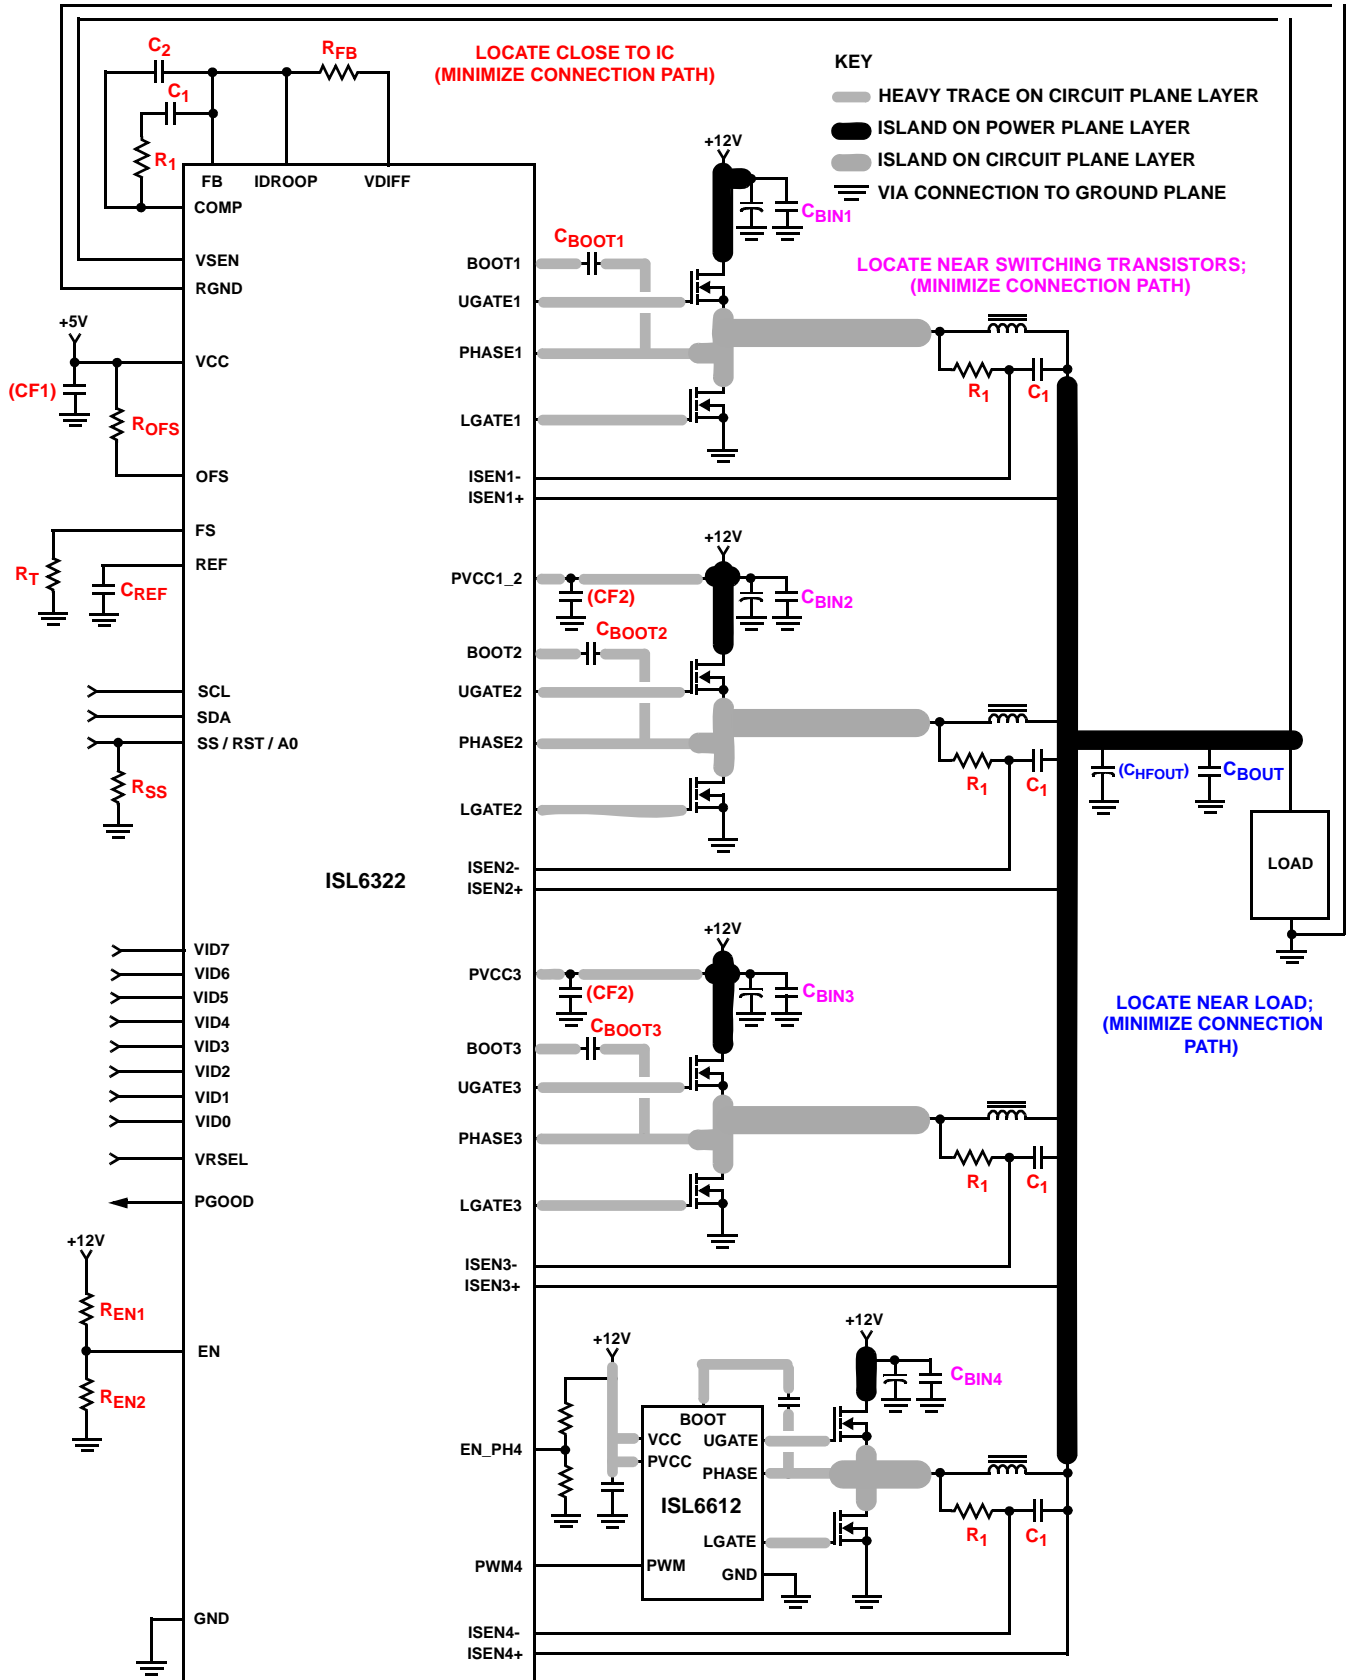 C2
RFB
LOCATE CLOSE TO IC
(MINIMIZE CONNECTION PATH)
C1
R1
KEY
HEAVY TRACE ON CIRCUIT PLANE LAYER
ISLAND ON POWER PLANE LAYER
ISLAND ON CIRCUIT PLANE LAYER
VIA CONNECTION TO GROUND PLANE
FB
IDROOP
VDIFF
COMP
VSEN
RGND
+5V
VCC
(CF1)
ROFS
OFS
FS
REF
RT
CREF
SCL
SDA
SS / RST / A0
RSS
ISL6322
VID7
VID6
VID5
VID4
VID3
VID2
VID1
VID0
VRSEL
PGOOD
+12V
REN1
EN
REN2
GND
+12V
CBIN1
CBOOT1
BOOT1
UGATE1
PHASE1
LGATE1
ISEN1-
ISEN1+
LOCATE NEAR SWITCHING TRANSISTORS;
(MINIMIZE CONNECTION PATH)
R1
C1
+12V
PVCC1_2
(CF2)
CBIN2
CBOOT2
BOOT2
UGATE2
PHASE2
LGATE2
ISEN2-
ISEN2+
R1
C1
(CHFOUT)
CBOUT
LOAD
+12V
PVCC3
(CF2)
CBIN3
CBOOT3
BOOT3
UGATE3
PHASE3
LGATE3
ISEN3-
ISEN3+
R1
C1
LOCATE NEAR LOAD;
(MINIMIZE CONNECTION
PATH)
+12V
+12V
CBIN4
EN_PH4
BOOT
VCC
UGATE
PVCC
PHASE
ISL6612
LGATE
PWM
GND
PWM4
R1
C1
ISEN4-
ISEN4+